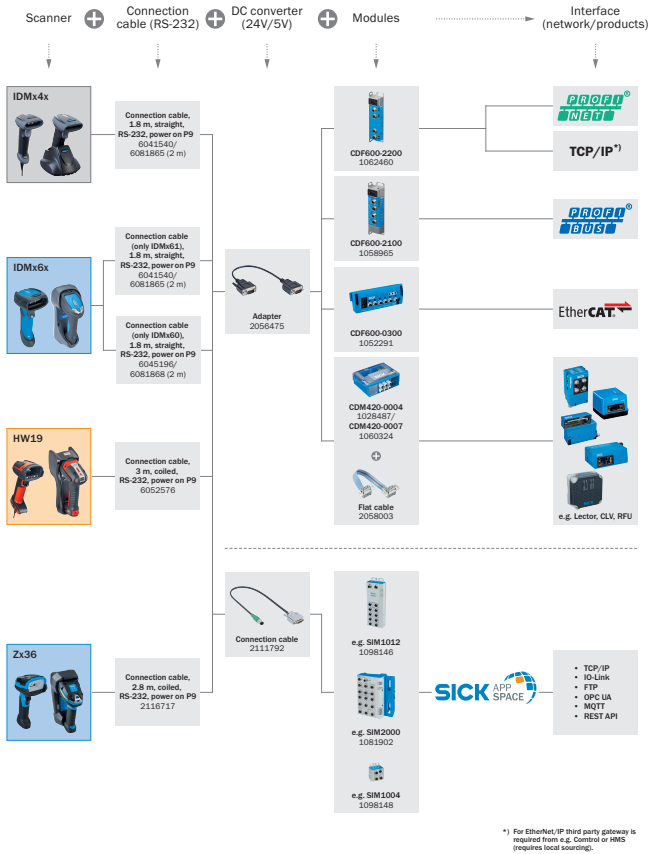 Scanner
Connection
cable (RS-232)
DC converter
(24V/5V)
Modules
Interface
(network/products)
IDMx4x
Connection cable,
1.8 m, straight,
RS-232, power on P9
6041540/
6081865 (2 m)
CDF600-2200
1062460
PROFI
NET
®
TCP/IP*)
IDMx6x
Connection cable
(only IDMx61),
1.8 m, straight,
RS-232, power on P9
6041540/
6081865 (2 m)
Connection cable
(only IDMx60),
1.8 m, straight,
RS-232, power on P9
6045196/
6081868 (2 m)
Adapter
2056475
CDF600-2100
1058965
PROFI
BUS
®
CDF600-0300
1052291
EtherCAT
CDM420-0004
1028487/
CDM420-0007
1060324
Flat cable
2058003
e.g. Lector, CLV, RFU
HW19
Connection cable,
3 m, coiled,
RS-232, power on P9
6052576
Connection cable
2111792
e.g. SIM1012
1098146
Zx36
Connection cable,
2.8 m, coiled,
RS-232, power on P9
2116717
e.g. SIM2000
1081902
e.g. SIM1004
1098148
SICK APP
SPACE
• TCP/IP
• IO-Link
• FTP
• OPC UA
• MQTT
• REST API
*) For EtherNet/IP third party gateway is
required from e.g. Comtrol or HMS
(requires local sourcing).